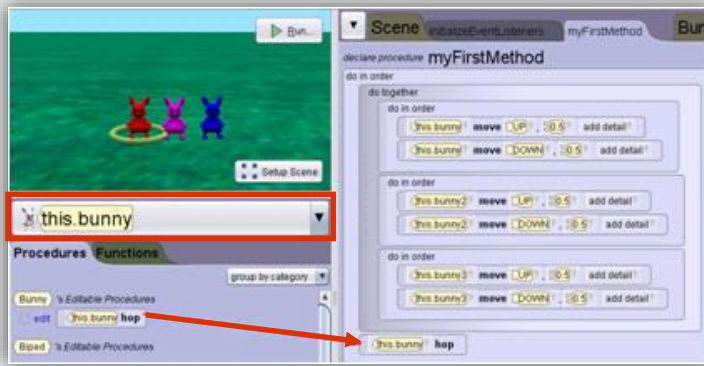 Run...
Setup Scene
this.bunny
Procedures Functions
group by category
Bunny 's Editable Procedures
edit this.bunny hop
Biped 's Editable Procedures
Scene initializeEventListeners myFirstMethod Bun
declare procedure myFirstMethod
do in order
do together
do in order
this.bunny move UP , 0.5 add detail
this.bunny move DOWN , 0.5 add detail
do in order
this.bunny2 move UP , 0.5 add detail
this.bunny2 move DOWN , 0.5 add detail
do in order
this.bunny3 move UP , 0.5 add detail
this.bunny3 move DOWN , 0.5 add detail
this.bunny hop